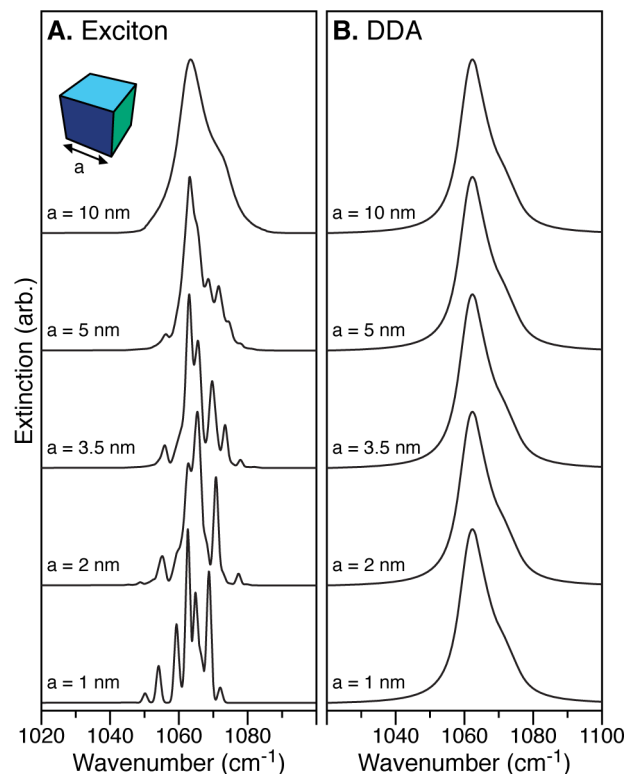 A. Exciton
a
a = 10 nm
a = 5 nm
a = 3.5 nm
a = 2 nm
a = 1 nm
Extinction (arb.)
1020 1040 1060 1080
Wavenumber (cm⁻¹)
B. DDA
a = 10 nm
a = 5 nm
a = 3.5 nm
a = 2 nm
a = 1 nm
1040 1060 1080 1100
Wavenumber (cm⁻¹)